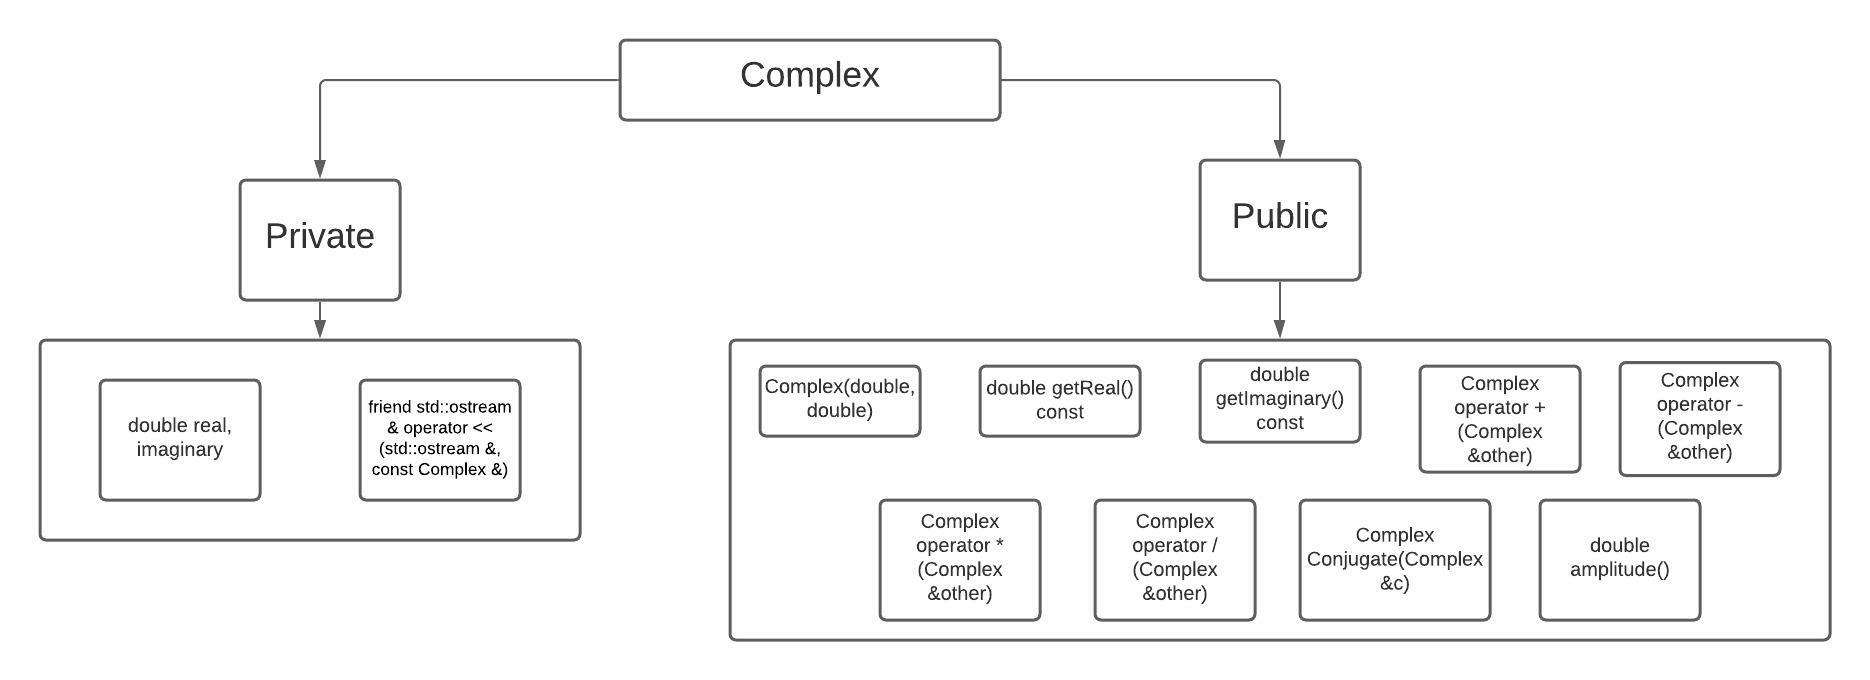 Complex
Private
Public
double real,
imaginary
friend std::ostream
& operator <<
(std::ostream &,
const Complex &)
Complex(double,
double)
double getReal()
const
double
getImaginary()
const
Complex
operator +
(Complex
&other)
Complex
operator -
(Complex
&other)
Complex
operator *
(Complex
&other)
Complex
operator /
(Complex
&other)
Complex
Conjugate(Complex
&c)
double
amplitude()